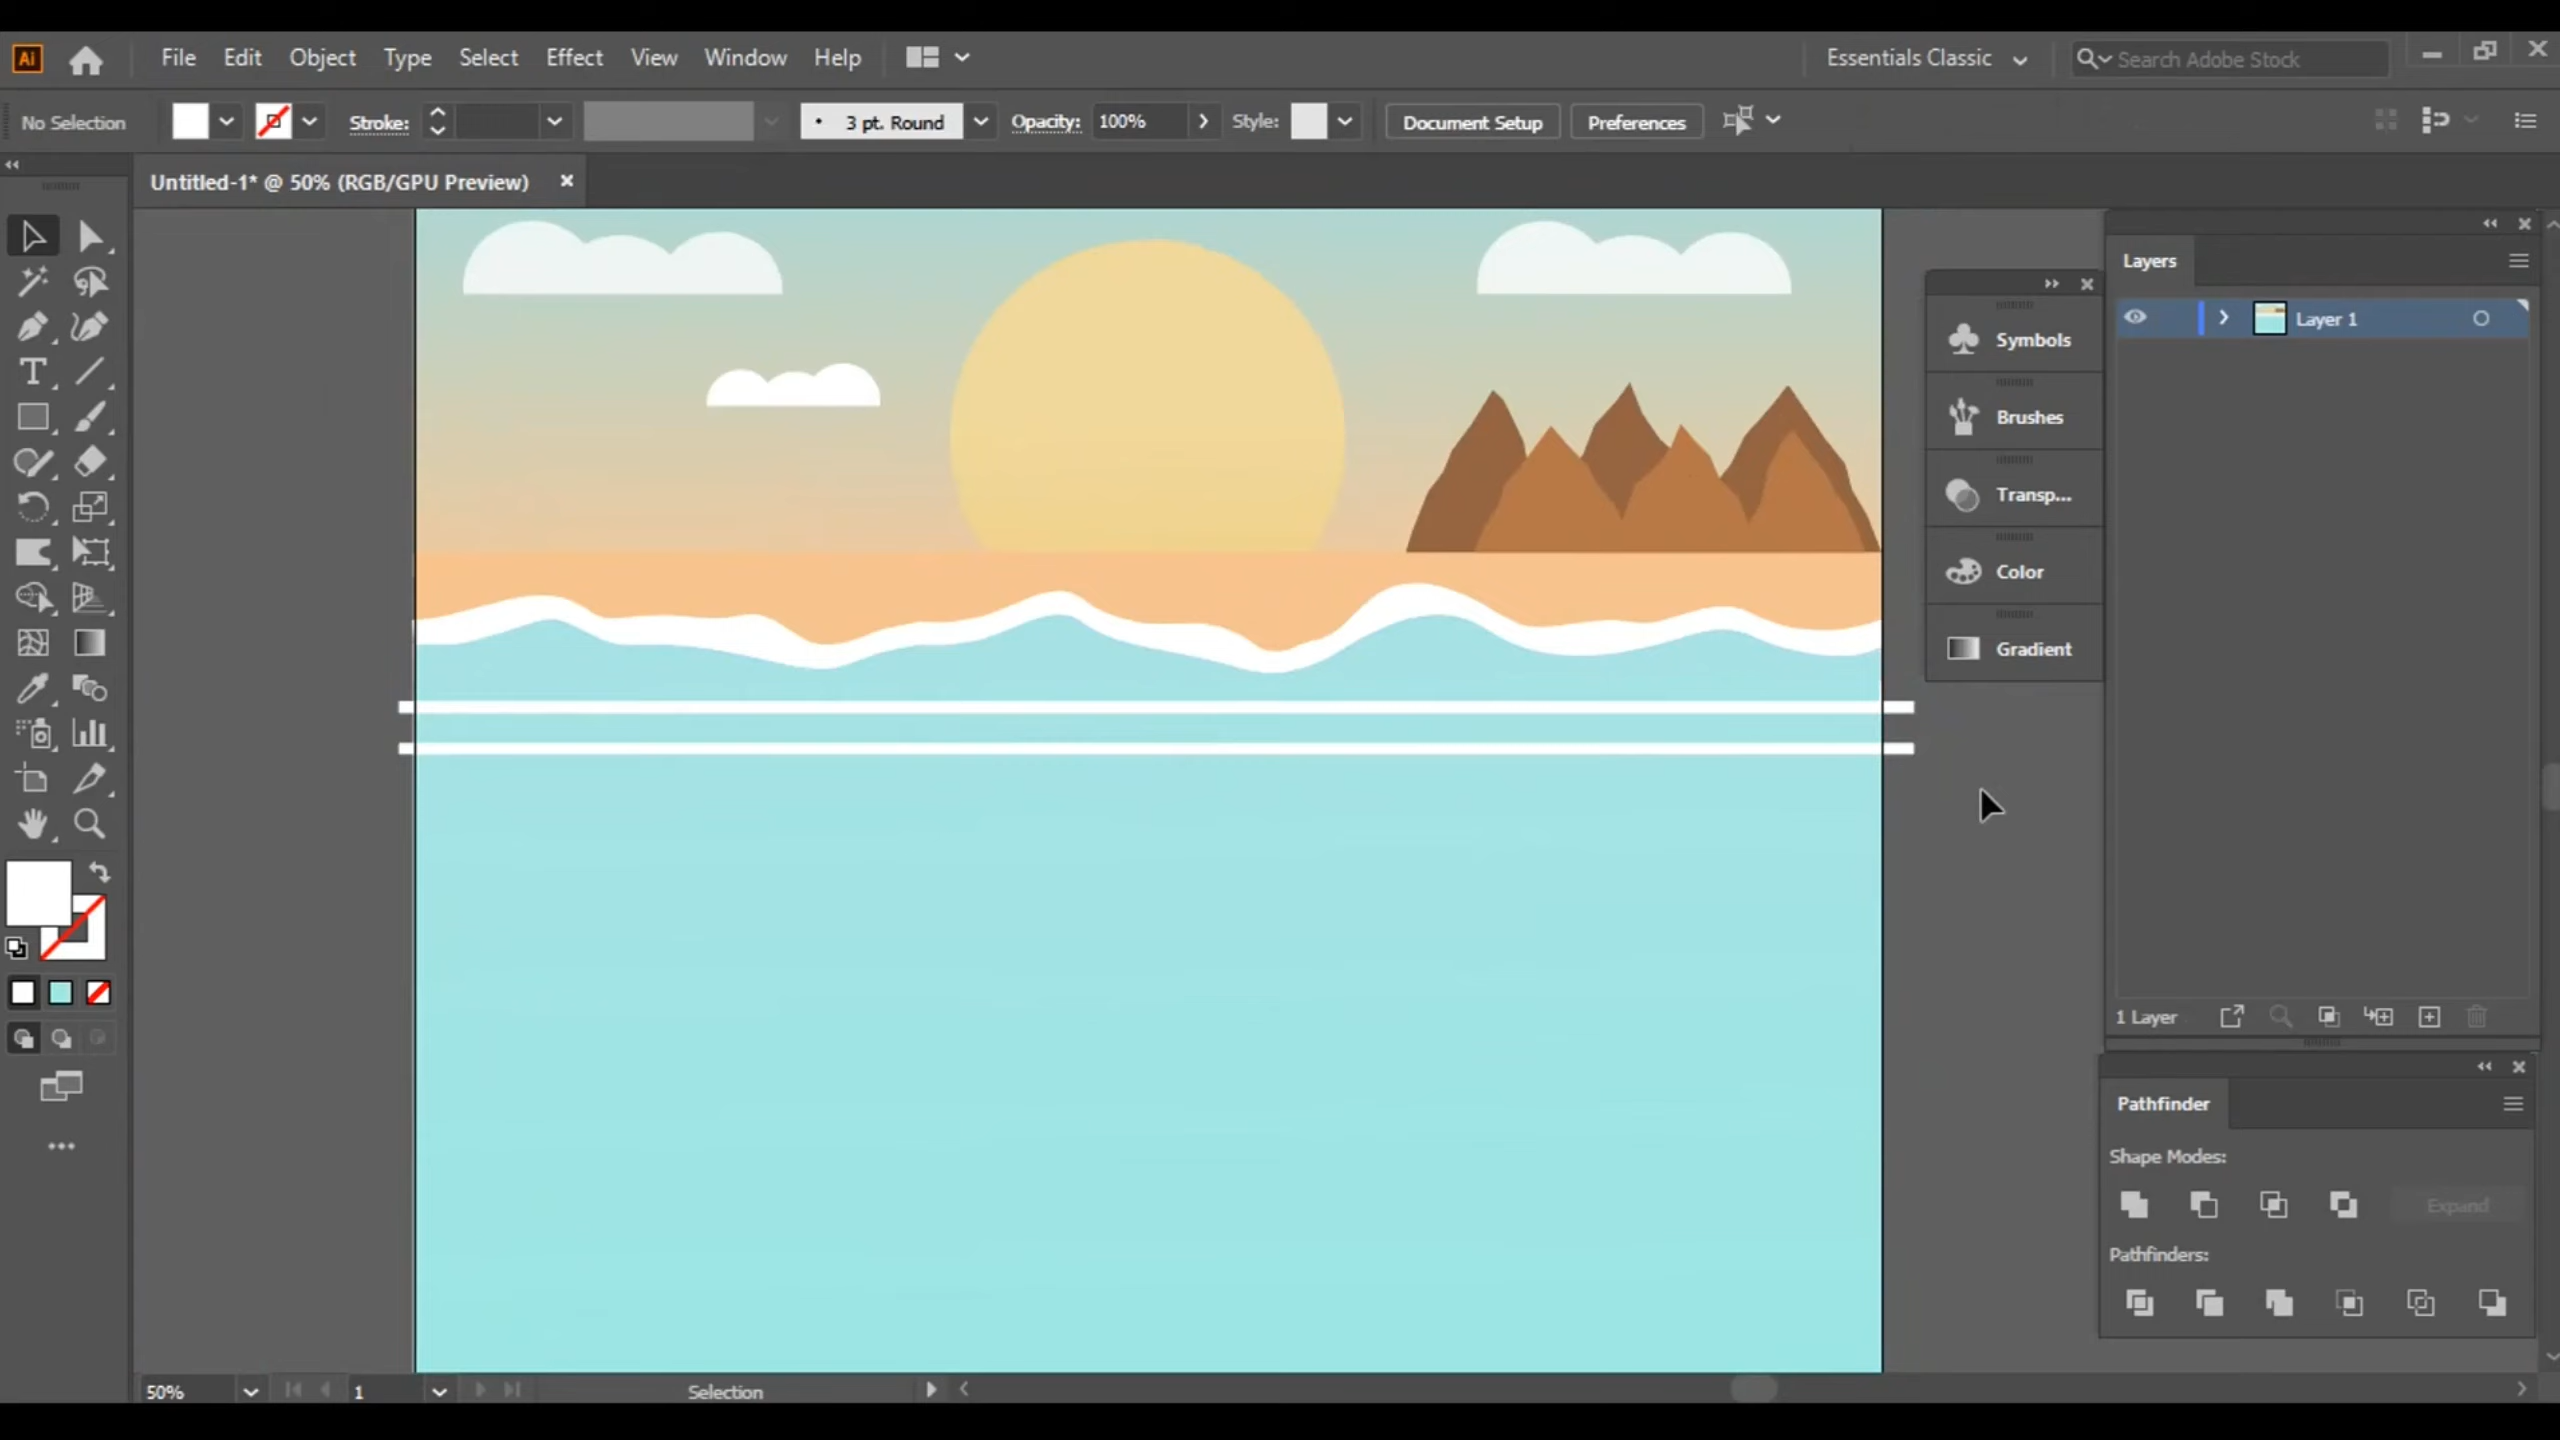 Ai File Edit Object Type Select Effect View Window Help Essentials Classic Search Adobe Stock
No Selection Stroke: 3 pt. Round Opacity: 100% Style: Document Setup Preferences
Untitled-1* @ 50% (RGB/GPU Preview)
Layers
Layer 1
Symbols
Brushes
Transp...
Color
Gradient
1 Layer
Pathfinder
Shape Modes:
Expand
Pathfinders:
50% 1 Selection